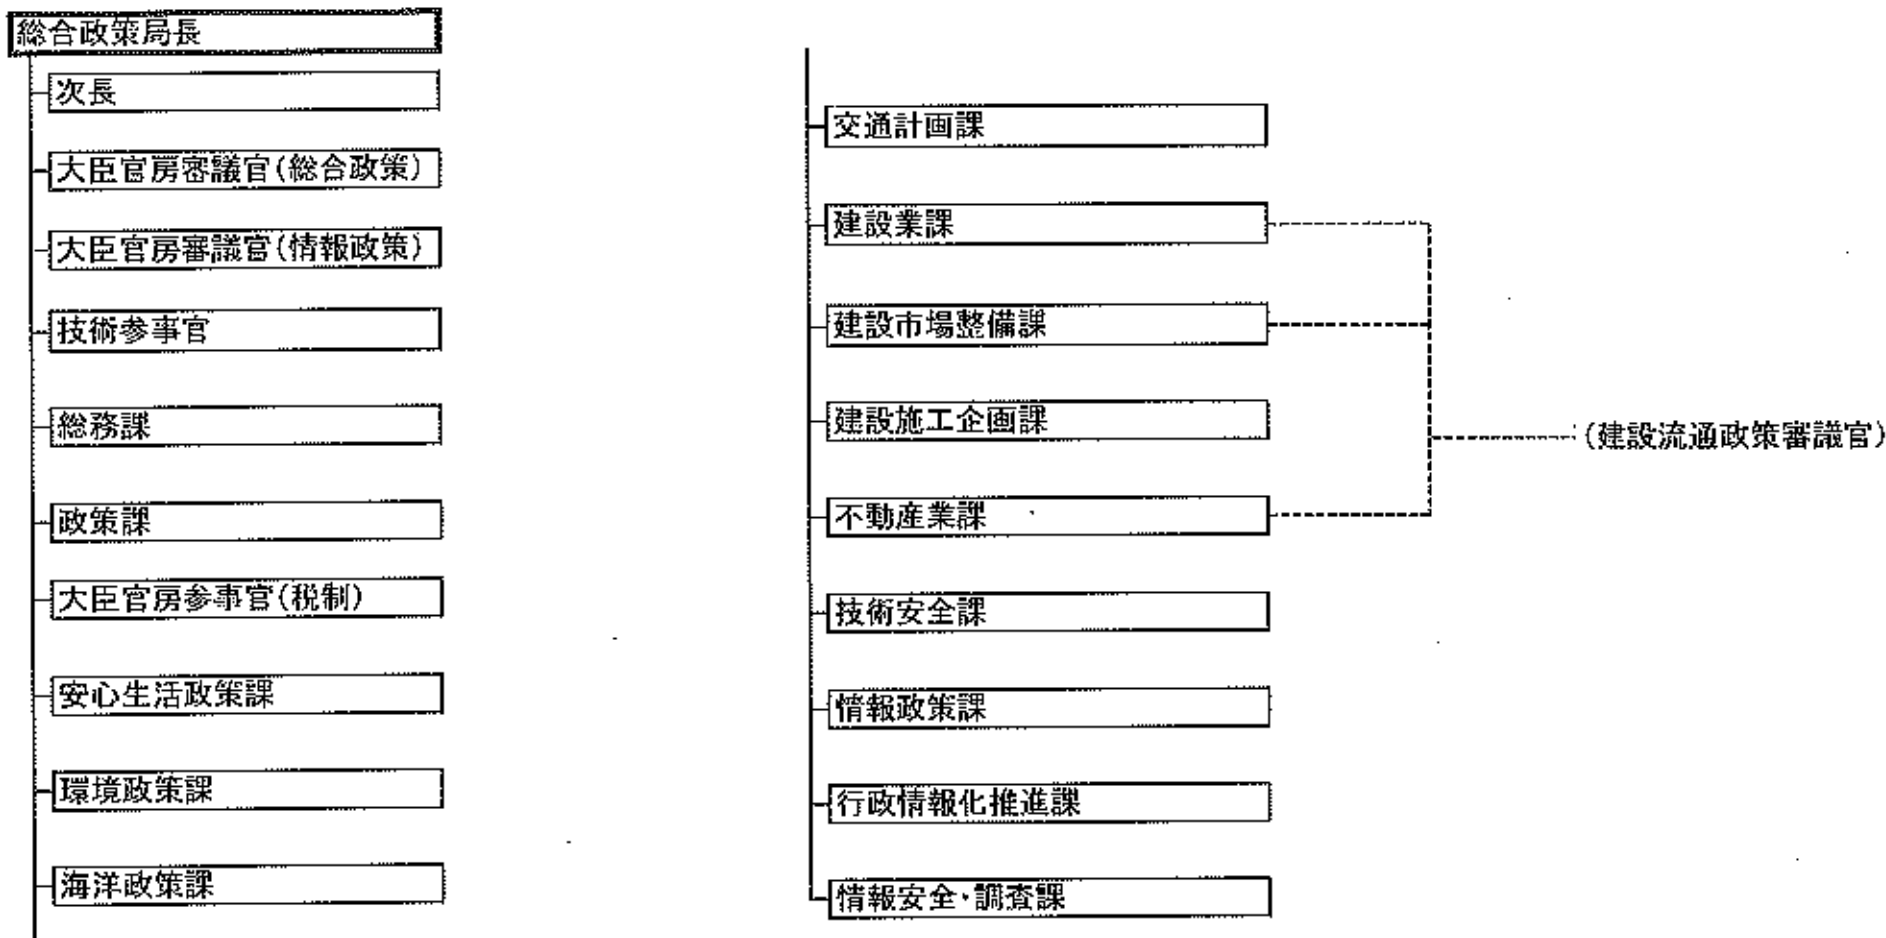 総合政策局長
次長
大臣官房審議官(総合政策)
大臣官房審議官(情報政策)
技術参事官
総務課
政策課
大臣官房参事官(税制)
安心生活政策課
環境政策課
海洋政策課
交通計画課
建設業課
建設市場整備課
建設施工企画課
(建設流通政策審議官)
不動産業課
技術安全課
情報政策課
行政情報化推進課
情報安全・調査課